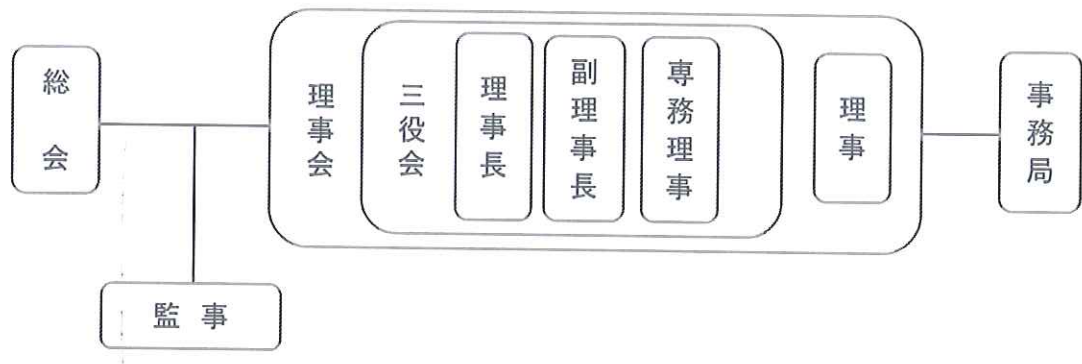 総会
理事会
三役会
理事長
副理事長
専務理事
理事
事務局
監事